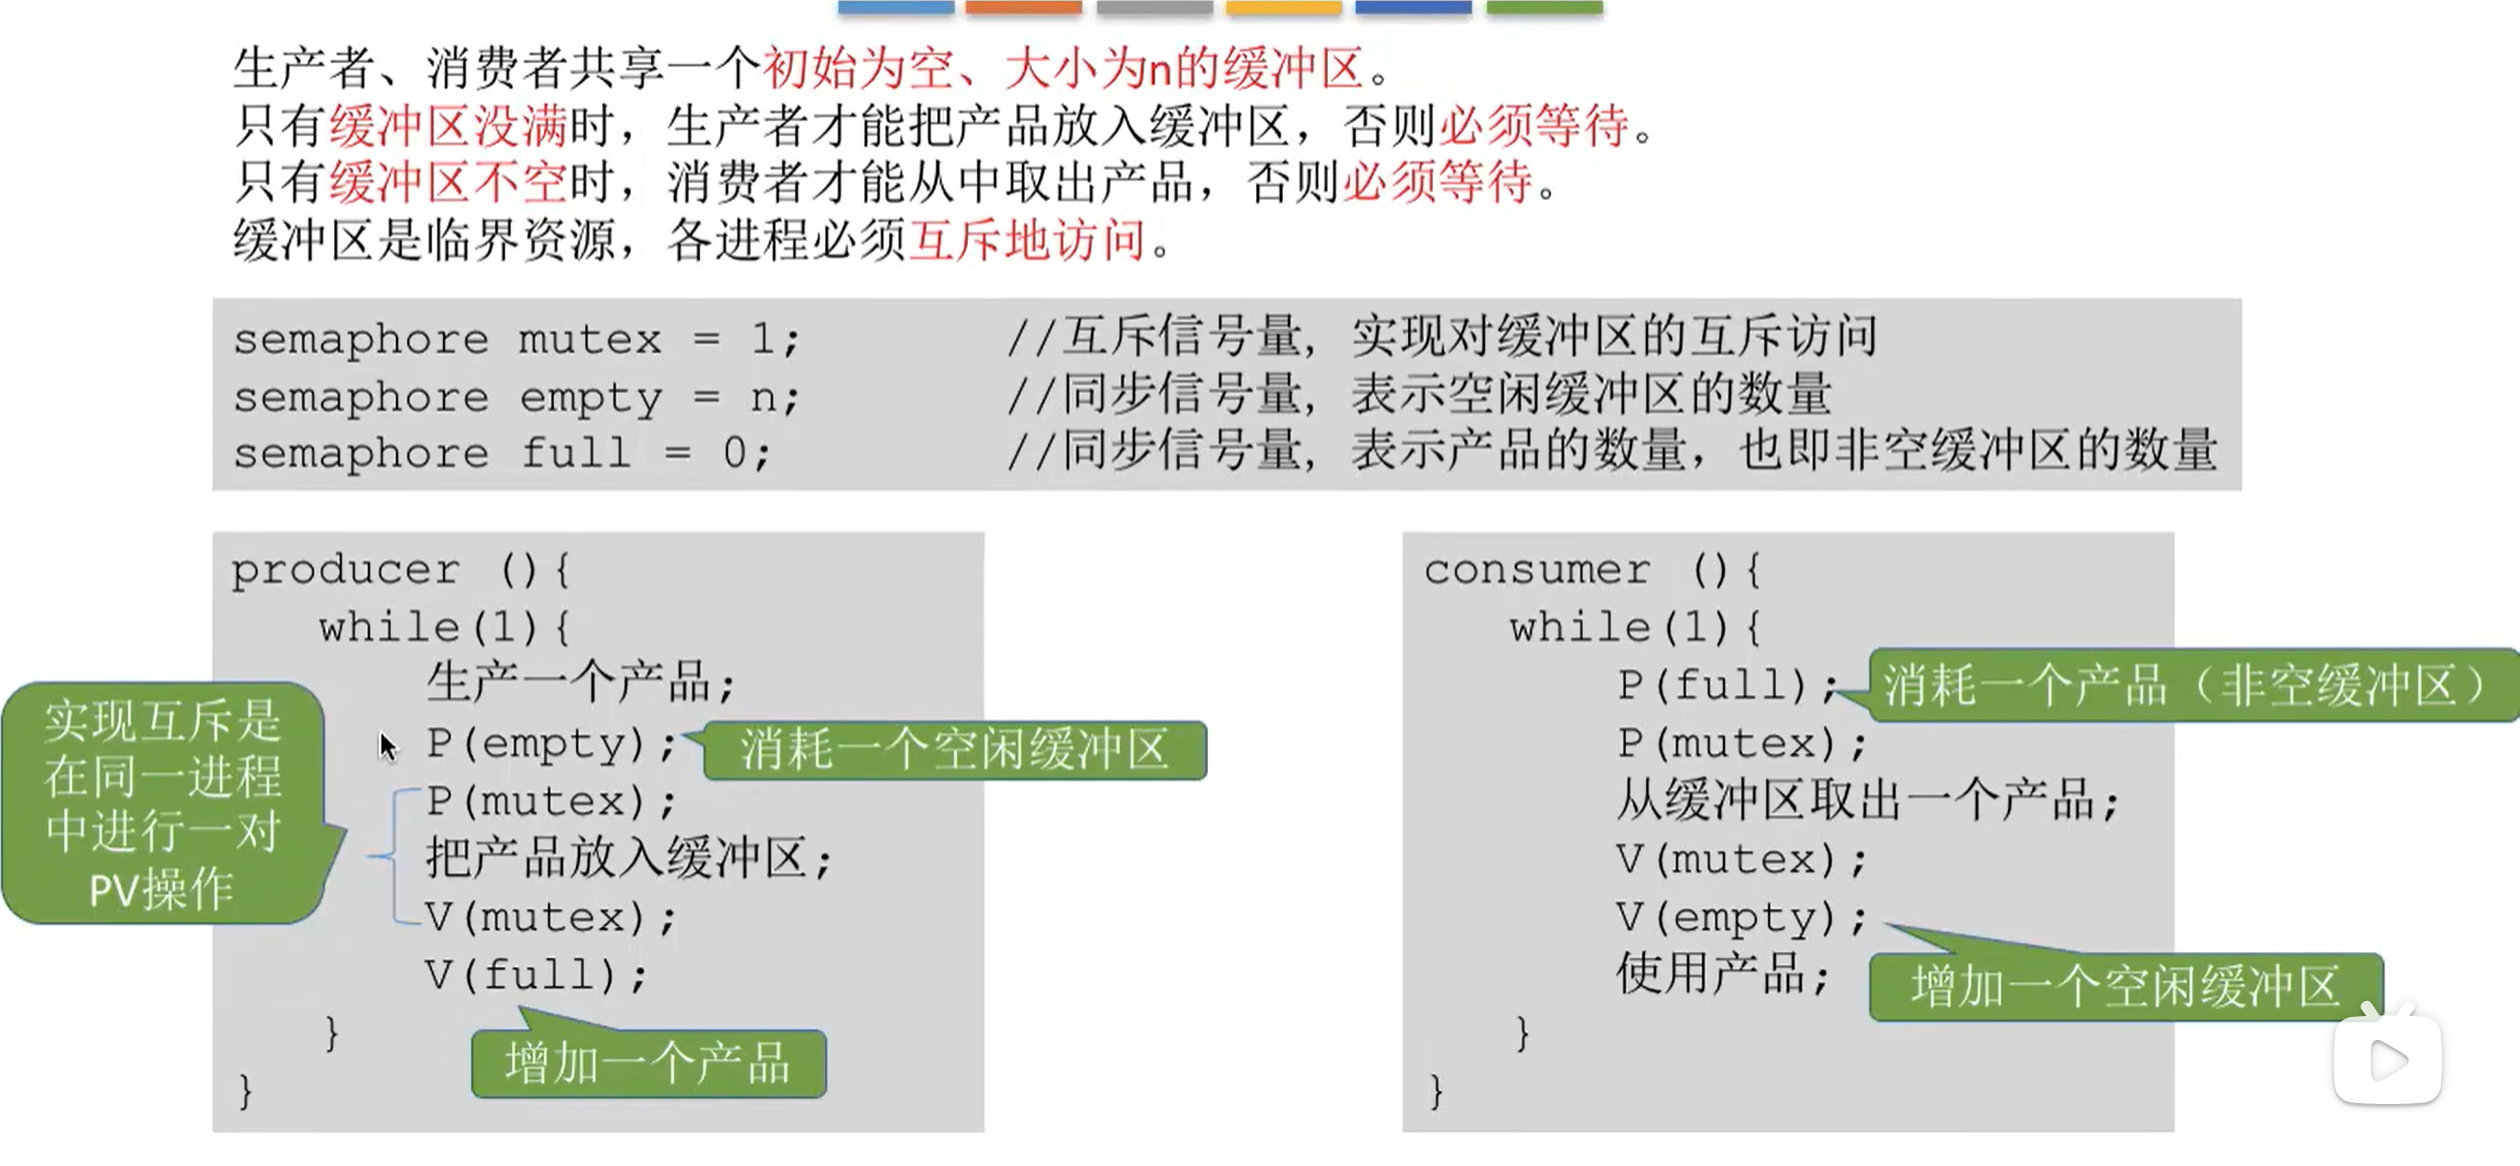 生产者、消费者共享一个初始为空、大小为n的缓冲区。
只有缓冲区没满时，生产者才能把产品放入缓冲区，否则必须等待。
只有缓冲区不空时，消费者才能从中取出产品，否则必须等待。
缓冲区是临界资源，各进程必须互斥地访问。
semaphore mutex = 1; //互斥信号量，实现对缓冲区的互斥访问
semaphore empty = n; //同步信号量，表示空闲缓冲区的数量
semaphore full = 0; //同步信号量，表示产品的数量，也即非空缓冲区的数量
producer (){
while(1){
生产一个产品;
P(empty);
消耗一个空闲缓冲区
P(mutex);
把产品放入缓冲区;
V(mutex);
V(full);
增加一个产品
}
}
实现互斥是
在同一进程
中进行一对
PV操作
consumer (){
while(1){
P(full);
消耗一个产品（非空缓冲区）
P(mutex);
从缓冲区取出一个产品;
V(mutex);
V(empty);
增加一个空闲缓冲区
使用产品;
}
}